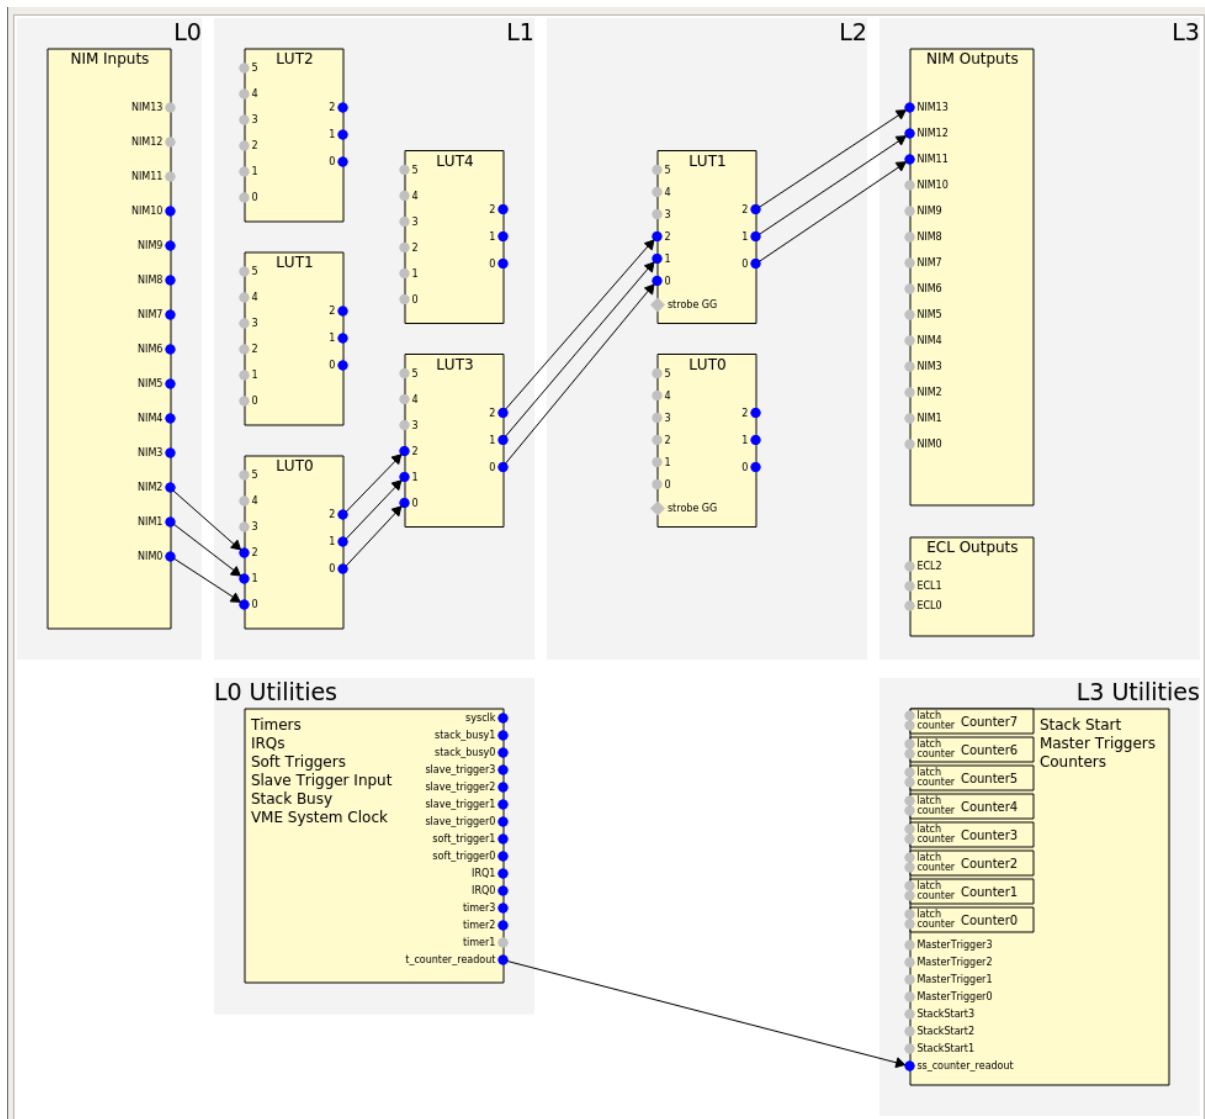 L0
NIM Inputs
NIM13
NIM12
NIM11
NIM10
NIM9
NIM8
NIM7
NIM6
NIM5
NIM4
NIM3
NIM2
NIM1
NIM0
L1
LUT2
5
4
3
2
1
0
2
1
0
LUT1
5
4
3
2
1
0
2
1
0
LUT0
5
4
3
2
1
0
2
1
0
LUT4
5
4
3
2
1
0
2
1
0
LUT3
5
4
3
2
1
0
2
1
0
L2
LUT1
5
4
3
2
1
0
strobe GG
2
1
0
LUT0
5
4
3
2
1
0
strobe GG
2
1
0
L3
NIM Outputs
NIM13
NIM12
NIM11
NIM10
NIM9
NIM8
NIM7
NIM6
NIM5
NIM4
NIM3
NIM2
NIM1
NIM0
ECL Outputs
ECL2
ECL1
ECL0
L0 Utilities
Timers
IRQs
Soft Triggers
Slave Trigger Input
Stack Busy
VME System Clock
sysclk
stack_busy1
stack_busy0
slave_trigger3
slave_trigger2
slave_trigger1
slave_trigger0
soft_trigger1
soft_trigger0
IRQ1
IRQ0
timer3
timer2
timer1
t_counter_readout
L3 Utilities
latch
counter
Counter7
latch
counter
Counter6
latch
counter
Counter5
latch
counter
Counter4
latch
counter
Counter3
latch
counter
Counter2
latch
counter
Counter1
latch
counter
Counter0
Stack Start
Master Triggers
Counters
MasterTrigger3
MasterTrigger2
MasterTrigger1
MasterTrigger0
StackStart3
StackStart2
StackStart1
ss_counter_readout